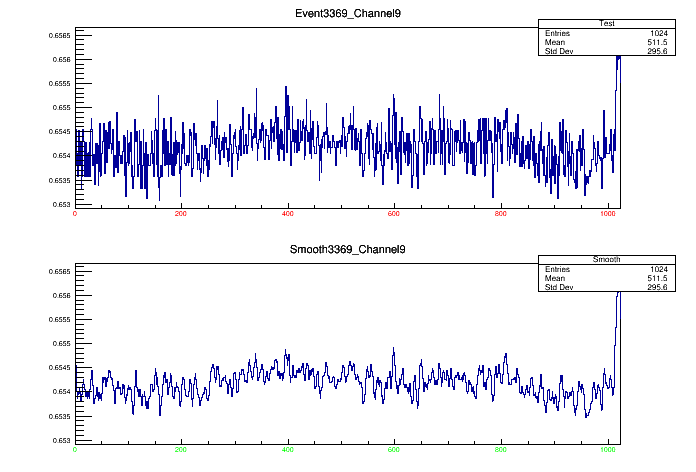 Event3369_Channel9
Test
Entries 1024
Mean 511.5
Std Dev 295.6
0.6565
0.656
0.6555
0.655
0.6545
0.654
0.6535
0.653
0 200 400 600 800 1000
Smooth3369_Channel9
Smooth
Entries 1024
Mean 511.5
Std Dev 295.6
0.6565
0.656
0.6555
0.655
0.6545
0.654
0.6535
0.653
0 200 400 600 800 1000